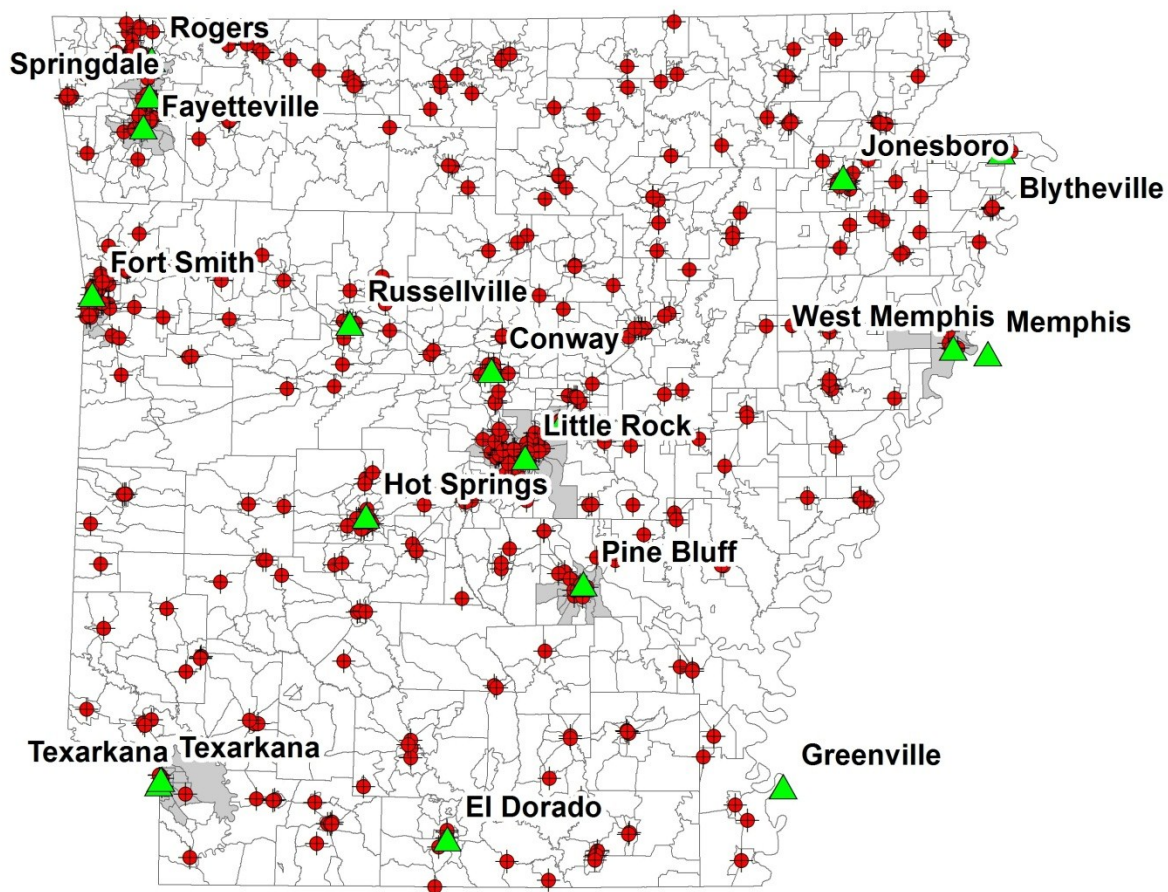 Rogers
Springdale
Fayetteville
Jonesboro
Blytheville
Fort Smith
Russellville
West Memphis
Memphis
Conway
Little Rock
Hot Springs
Pine Bluff
Texarkana
Texarkana
Greenville
El Dorado